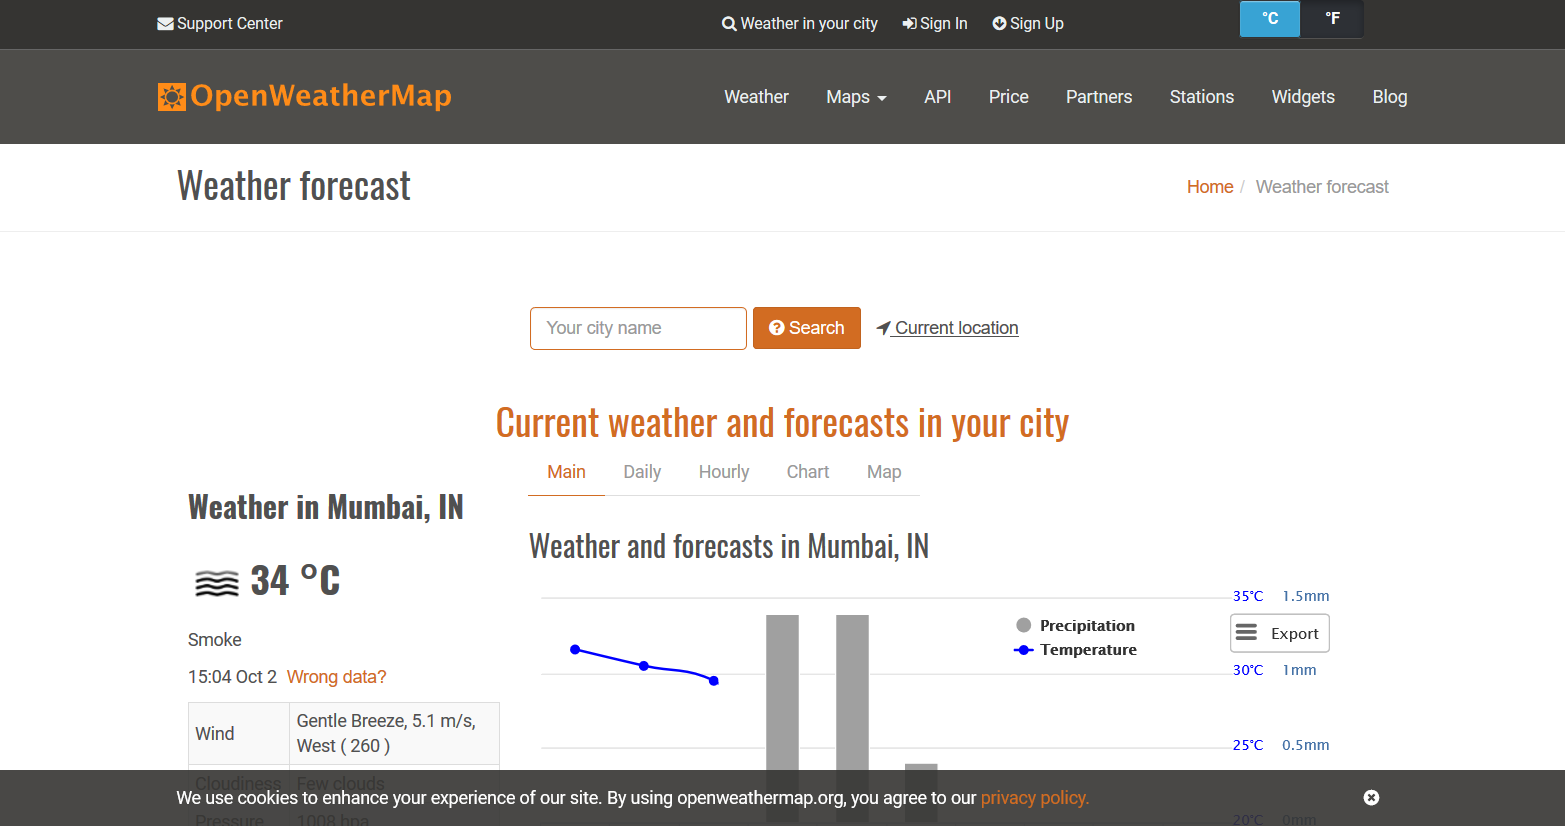 Support Center
Weather in your city
Sign In
Sign Up
°C
°F
OpenWeatherMap
Weather
Maps
API
Price
Partners
Stations
Widgets
Blog
Weather forecast
Home / Weather forecast
Your city name
Search
Current location
Current weather and forecasts in your city
Main
Daily
Hourly
Chart
Map
Weather in Mumbai, IN
34 °C
Smoke
15:04 Oct 2 Wrong data?
Wind
Gentle Breeze, 5.1 m/s,
West ( 260 )
Cloudiness
Few clouds
Pressure
1008 hpa
Weather and forecasts in Mumbai, IN
35°C 1.5mm
Precipitation
Temperature
Export
30°C 1mm
25°C 0.5mm
20°C 0mm
We use cookies to enhance your experience of our site. By using openweathermap.org, you agree to our privacy policy.